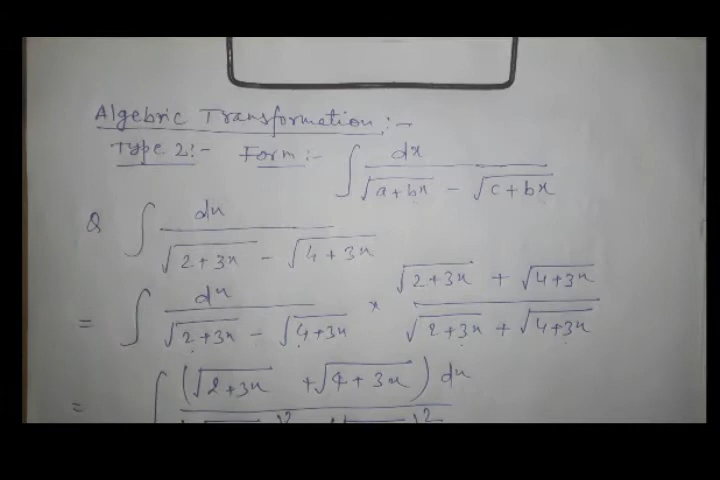 Algebric Transformation :-
Type 2:- Form:- ∫ dx / (√(a+bx) - √(c+bx))
Q ∫ dx / (√(2+3x) - √(4+3x))
= ∫ dx / (√(2+3x) - √(4+3x)) × (√(2+3x) + √(4+3x)) / (√(2+3x) + √(4+3x))
= ∫ (√(2+3x) + √(4+3x)) dx